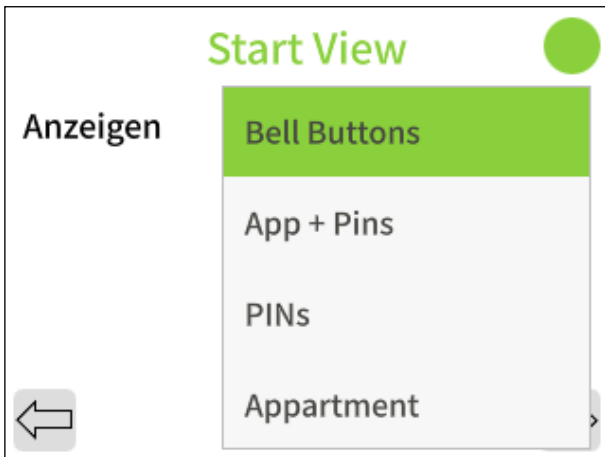 Start View
Anzeigen
Bell Buttons
App + Pins
PINs
Appartment